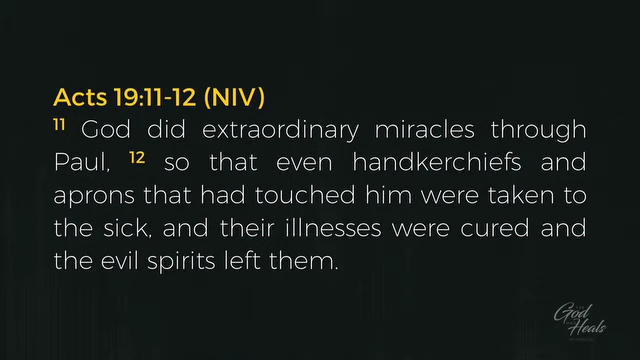 Acts 19:11-12 (NIV)
11 God did extraordinary miracles through
Paul, 12 so that even handkerchiefs and
aprons that had touched him were taken to
the sick, and their illnesses were cured and
the evil spirits left them.
God
Heals